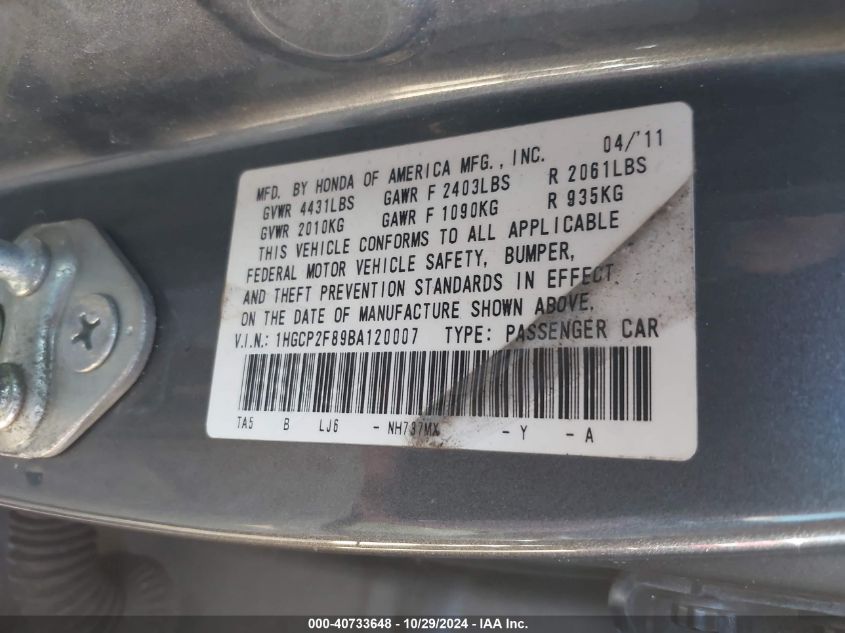 MFD. BY HONDA OF AMERICA MFG., INC. 04/'11
GVWR 4431LBS GAWR F 2403LBS R 2061LBS
GVWR 2010KG GAWR F 1090KG R 935KG
THIS VEHICLE CONFORMS TO ALL APPLICABLE
FEDERAL MOTOR VEHICLE SAFETY, BUMPER,
AND THEFT PREVENTION STANDARDS IN EFFECT
ON THE DATE OF MANUFACTURE SHOWN ABOVE.
V.I.N.: 1HGCP2F89BA120007 TYPE: PASSENGER CAR
TA5 B LJ6 - NH737MX - Y - A
000-40733648 - 10/29/2024 - IAA Inc.